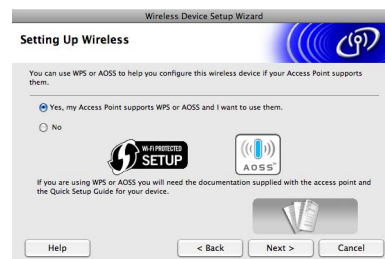 Wireless Device Setup Wizard
Setting Up Wireless
You can use WPS or AOSS to help you configure this wireless device if your Access Point supports
them.
Yes, my Access Point supports WPS or AOSS and I want to use them.
No
Wi-Fi PROTECTED
SETUP
AOSS™
If you are using WPS or AOSS you will need the documentation supplied with the access point and
the Quick Setup Guide for your device.
Help
< Back
Next >
Cancel